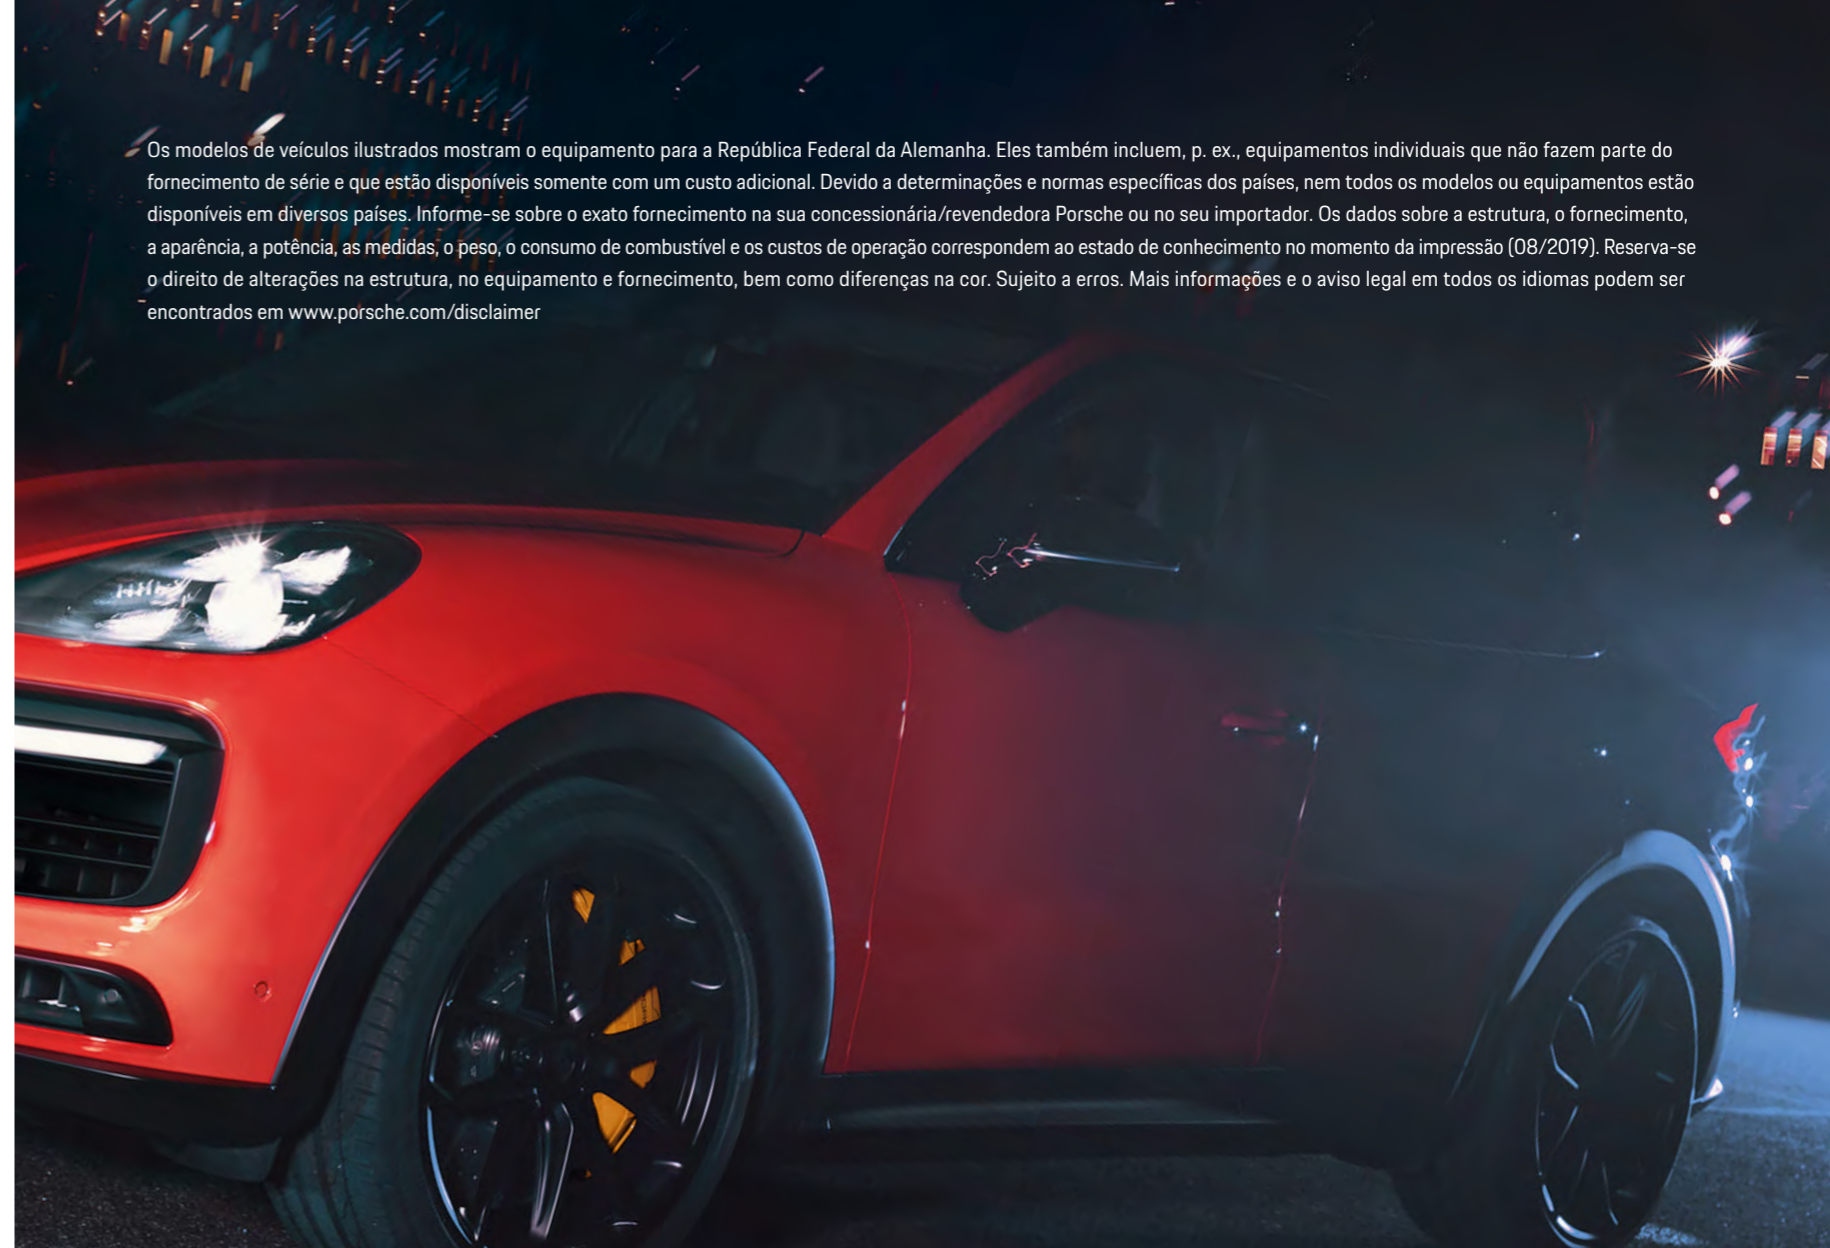 Os modelos de veículos ilustrados mostram o equipamento para a República Federal da Alemanha. Eles também incluem, p. ex., equipamentos individuais que não fazem parte do
fornecimento de série e que estão disponíveis somente com um custo adicional. Devido a determinações e normas específicas dos países, nem todos os modelos ou equipamentos estão
disponíveis em diversos países. Informe-se sobre o exato fornecimento na sua concessionária/revendedora Porsche ou no seu importador. Os dados sobre a estrutura, o fornecimento,
a aparência, a potência, as medidas, o peso, o consumo de combustível e os custos de operação correspondem ao estado de conhecimento no momento da impressão (08/2019). Reserva-se
o direito de alterações na estrutura, no equipamento e fornecimento, bem como diferenças na cor. Sujeito a erros. Mais informações e o aviso legal em todos os idiomas podem ser
encontrados em www.porsche.com/disclaimer